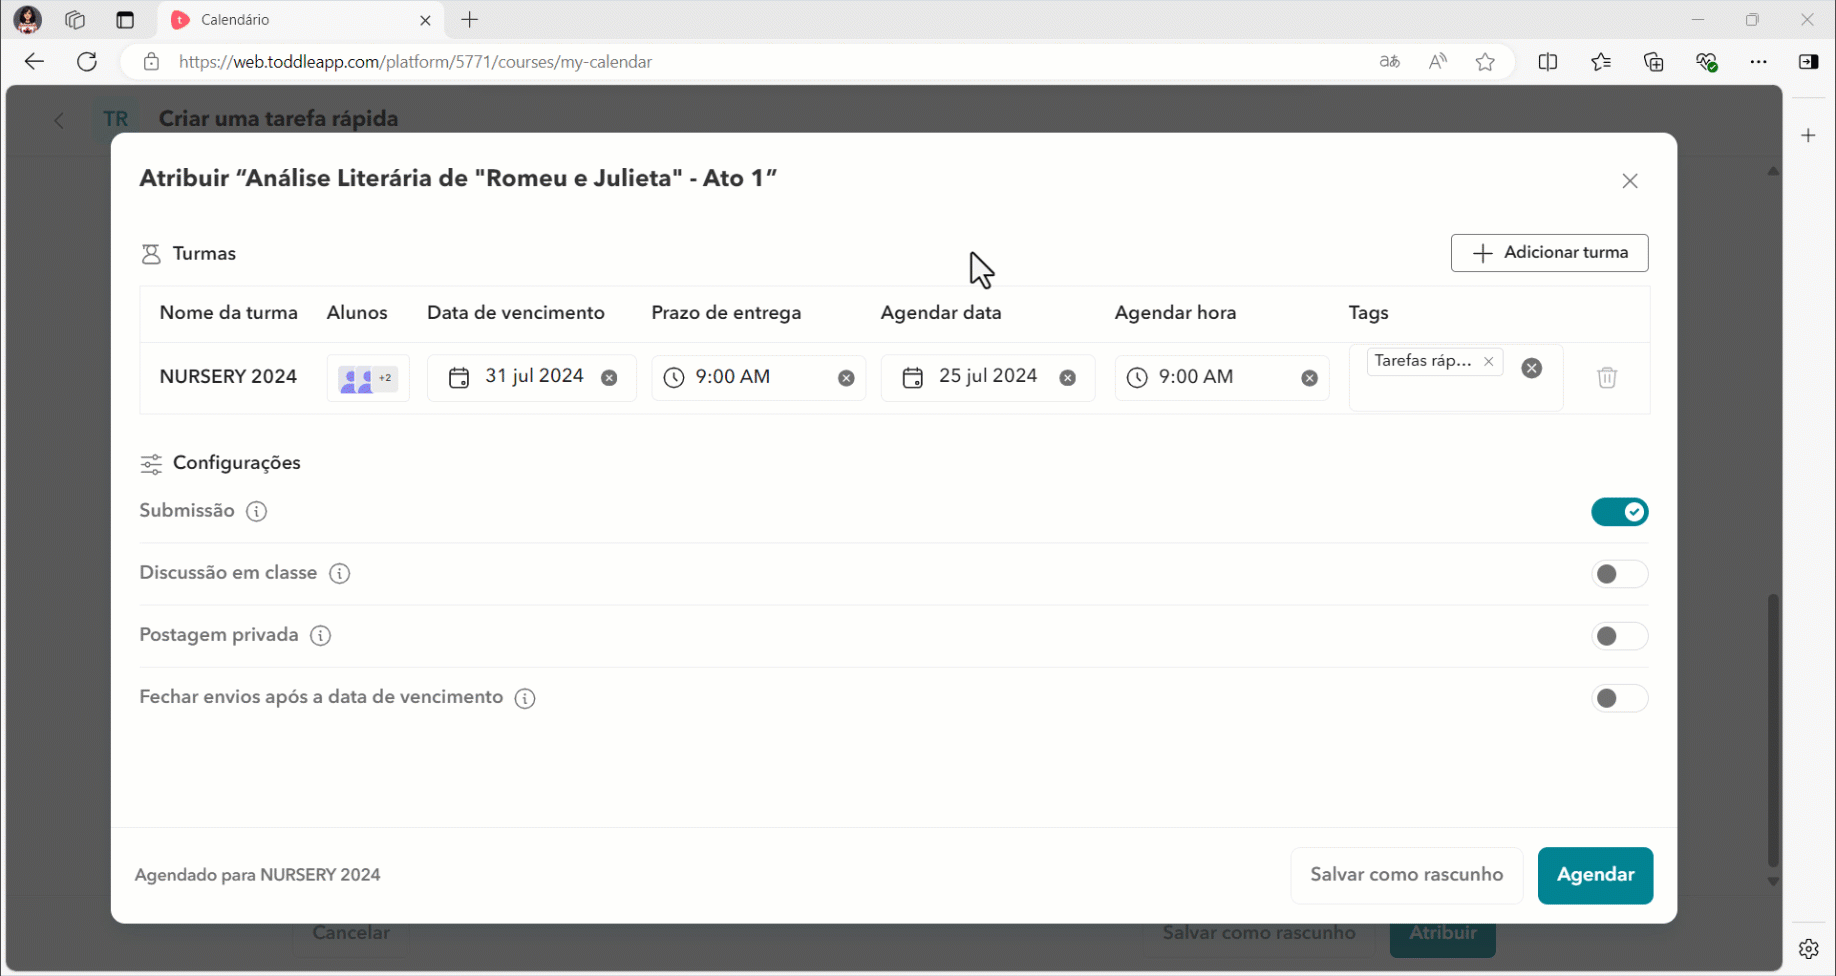 Calendário
https://web.toddleapp.com/platform/5771/courses/my-calendar
TR Criar uma tarefa rápida
Atribuir “Análise Literária de "Romeu e Julieta" - Ato 1”
Turmas
Adicionar turma
Nome da turma Alunos Data de vencimento Prazo de entrega Agendar data Agendar hora Tags
NURSERY 2024 +2 31 jul 2024 9:00 AM 25 jul 2024 9:00 AM Tarefas ráp...
Configurações
Submissão
Discussão em classe
Postagem privada
Fechar envios após a data de vencimento
Agendado para NURSERY 2024 Salvar como rascunho Agendar
Cancelar Salvar como rascunho Atribuir